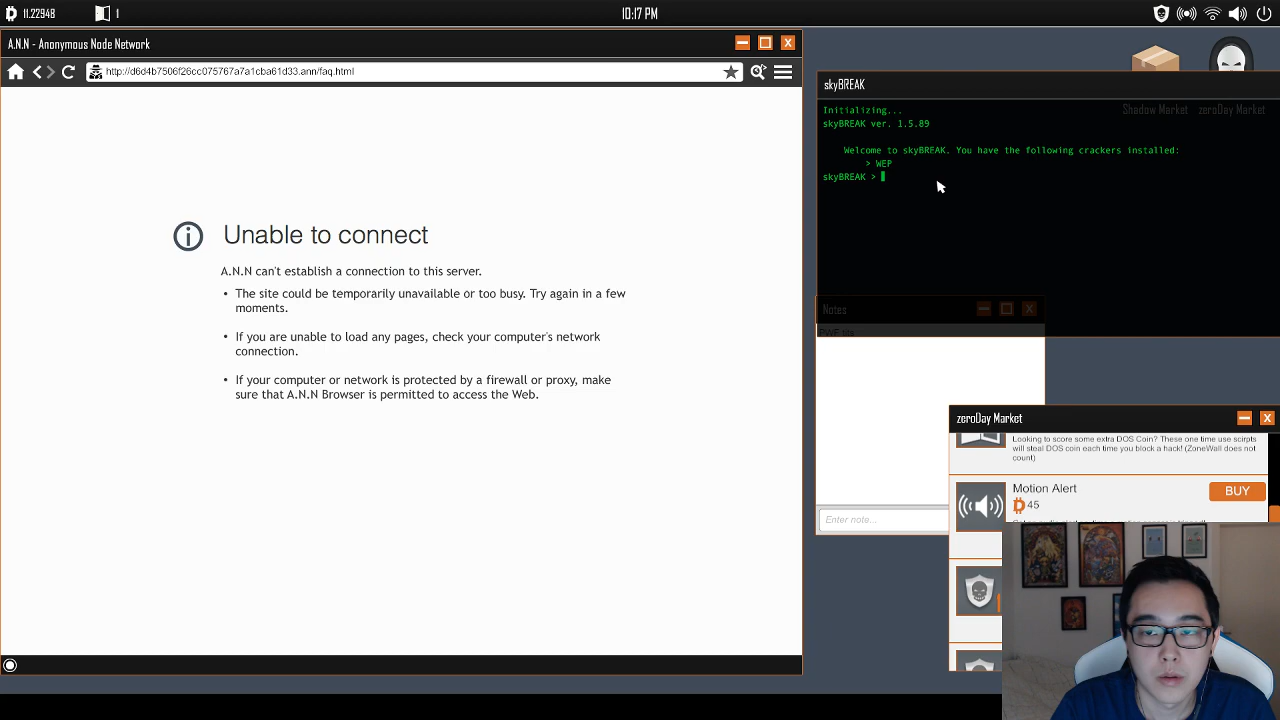 11.22948
1
10:17 PM
A.N.N - Anonymous Node Network
http://d6d4b7506f26cc075767a7a1cba61d33.ann/faq.html
Unable to connect
A.N.N can't establish a connection to this server.
• The site could be temporarily unavailable or too busy. Try again in a few
moments.
• If you are unable to load any pages, check your computer's network
connection.
• If your computer or network is protected by a firewall or proxy, make
sure that A.N.N Browser is permitted to access the Web.
skyBREAK
Shadow Market
zeroDay Market
Initializing...
skyBREAK ver. 1.5.89
Welcome to skyBREAK. You have the following crackers installed:
> WEP
skyBREAK >
Notes
Enter note...
zeroDay Market
Looking to score some extra DOS Coin? These one time use scirpts
will steal DOS coin each time you block a hack! (ZoneWall does not
count)
Motion Alert
BUY
45